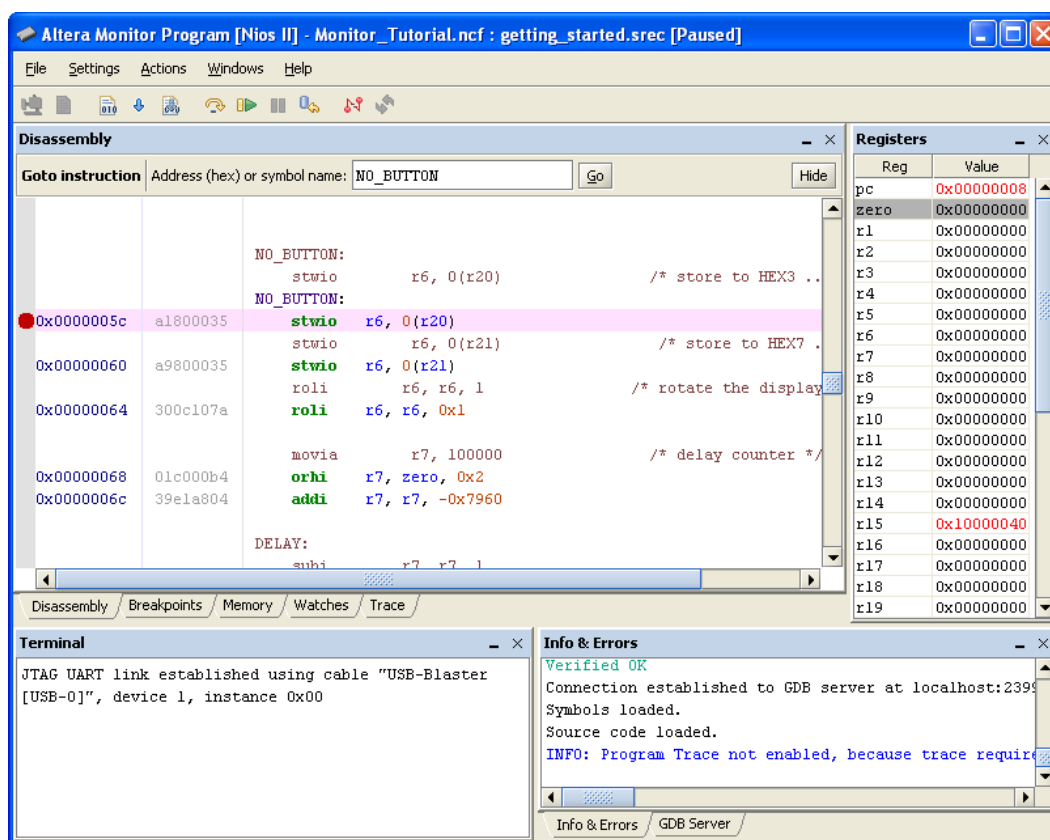 Altera Monitor Program [Nios II] - Monitor_Tutorial.ncf : getting_started.srec [Paused]
File Settings Actions Windows Help
Disassembly
Goto instruction Address (hex) or symbol name: NO_BUTTON Go Hide
NO_BUTTON:
stwio r6, 0(r20) /* store to HEX3 ..
NO_BUTTON:
0x0000005c a1800035 stwio r6, 0(r20)
stwio r6, 0(r21) /* store to HEX7 .
0x00000060 a9800035 stwio r6, 0(r21)
roli r6, r6, 1 /* rotate the display
0x00000064 300c107a roli r6, r6, 0x1
movia r7, 100000 /* delay counter */
0x00000068 01c000b4 orhi r7, zero, 0x2
0x0000006c 39e1a804 addi r7, r7, -0x7960
DELAY:
subi r7, r7, 1
Disassembly Breakpoints Memory Watches Trace
Registers
Reg Value
pc 0x00000008
zero 0x00000000
r1 0x00000000
r2 0x00000000
r3 0x00000000
r4 0x00000000
r5 0x00000000
r6 0x00000000
r7 0x00000000
r8 0x00000000
r9 0x00000000
r10 0x00000000
r11 0x00000000
r12 0x00000000
r13 0x00000000
r14 0x00000000
r15 0x10000040
r16 0x00000000
r17 0x00000000
r18 0x00000000
r19 0x00000000
Terminal
JTAG UART link established using cable "USB-Blaster
[USB-0]", device 1, instance 0x00
Info & Errors
Verified OK
Connection established to GDB server at localhost:2399
Symbols loaded.
Source code loaded.
INFO: Program Trace not enabled, because trace require
Info & Errors GDB Server